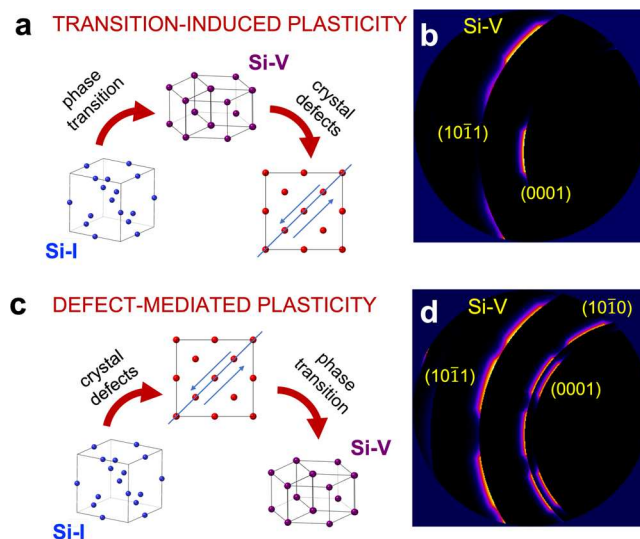 a TRANSITION-INDUCED PLASTICITY
phase
transition
Si-V
crystal
defects
Si-I
b
Si-V
(101̄1)
(0001)
c DEFECT-MEDIATED PLASTICITY
crystal
defects
phase
transition
Si-V
Si-I
d
Si-V
(101̄0)
(101̄1)
(0001)